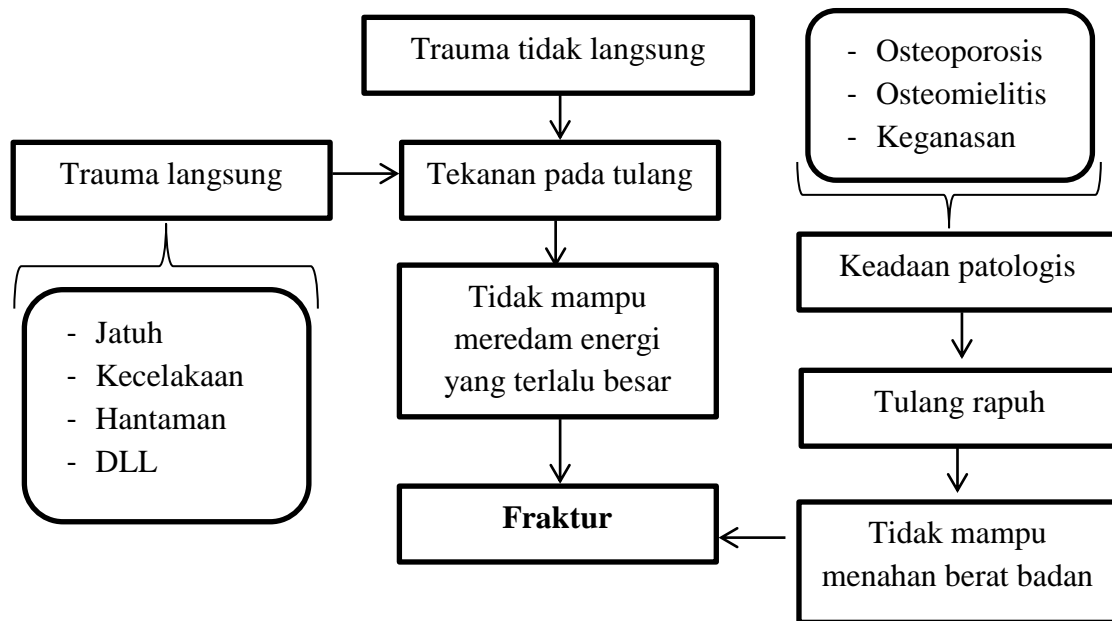 Trauma tidak langsung
- Osteoporosis
- Osteomielitis
- Keganasan
Trauma langsung
Tekanan pada tulang
Keadaan patologis
- Jatuh
- Kecelakaan
- Hantaman
- DLL
Tidak mampu
meredam energi
yang terlalu besar
Tulang rapuh
Fraktur
Tidak mampu
menahan berat badan